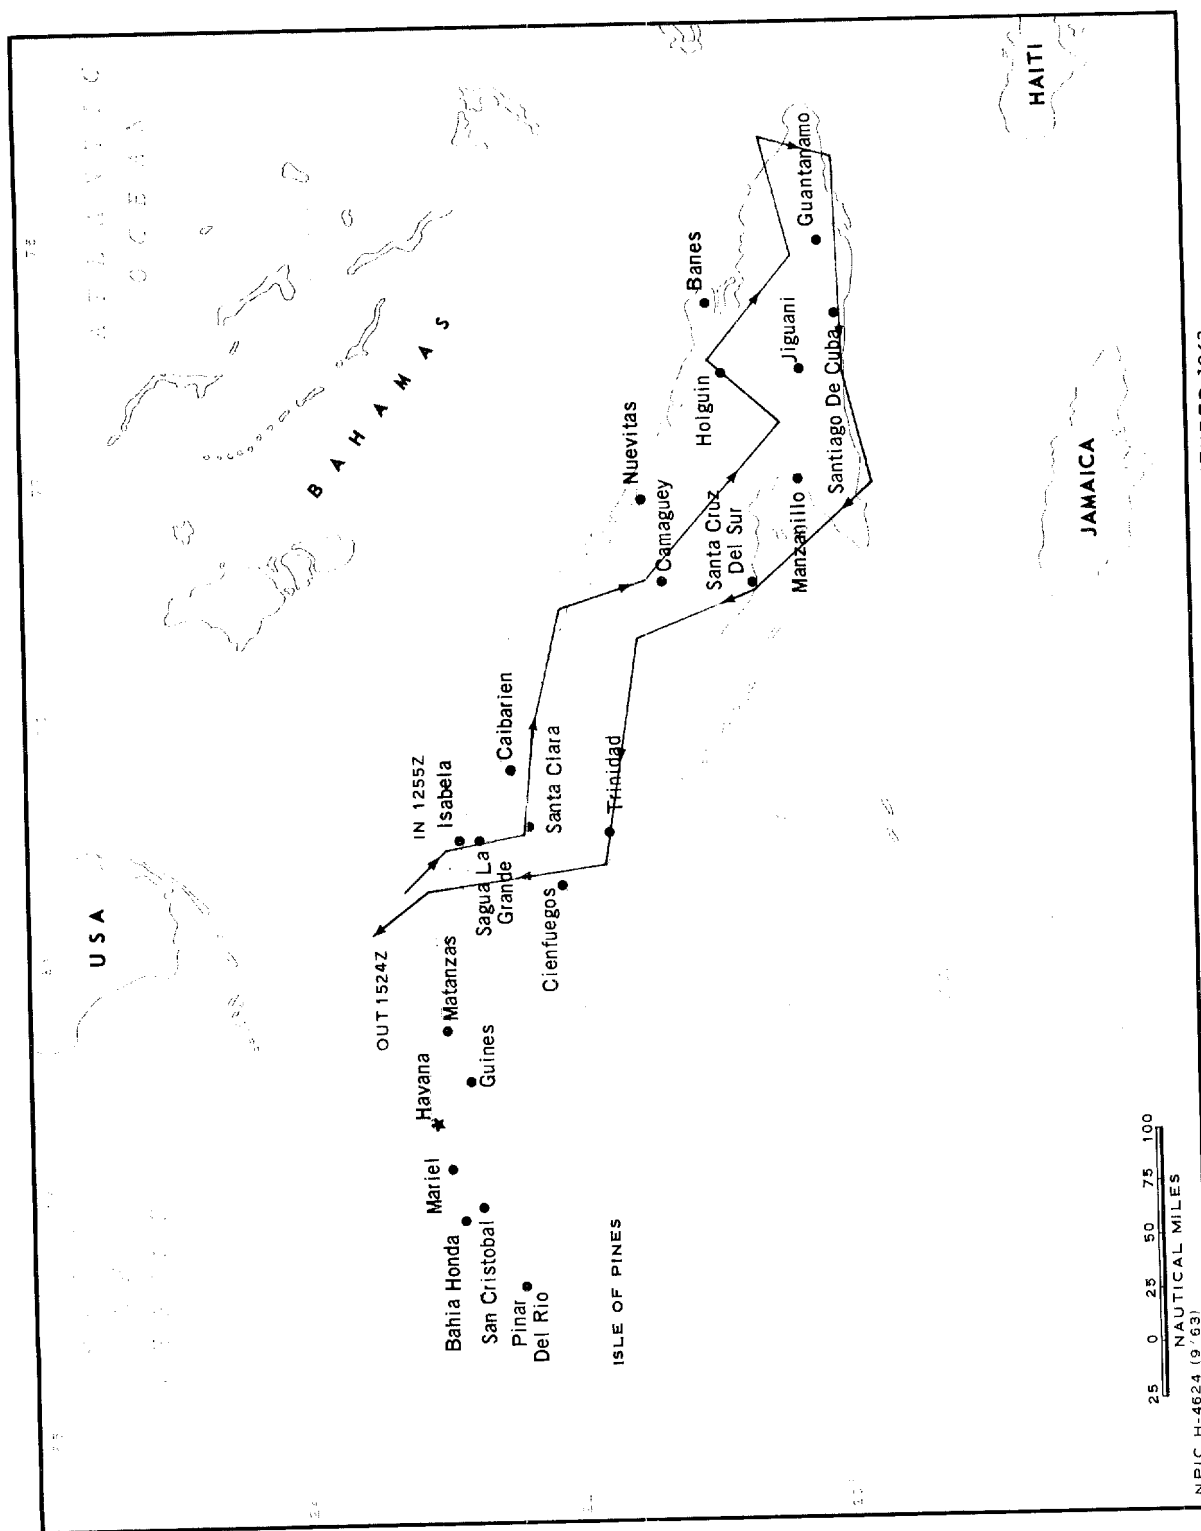 ATLANTIC
OCEAN
USA
BAHAMAS
IN 1255Z
Isabela
OUT 1524Z
Caibarien
Sagua La
Grande
Santa Clara
Havana
Matanzas
Mariel
Guines
Bahia Honda
San Cristobal
Pinar
Del Rio
Cienfuegos
Trinidad
ISLE OF PINES
Nuevitas
Camaguey
Banes
Holguin
Santa Cruz
Del Sur
Jiguani
Manzanillo
Guantanamo
Santiago De Cuba
HAITI
JAMAICA
25 0 25 50 75 100
NAUTICAL MILES
NPIC H-4624 (9/63)